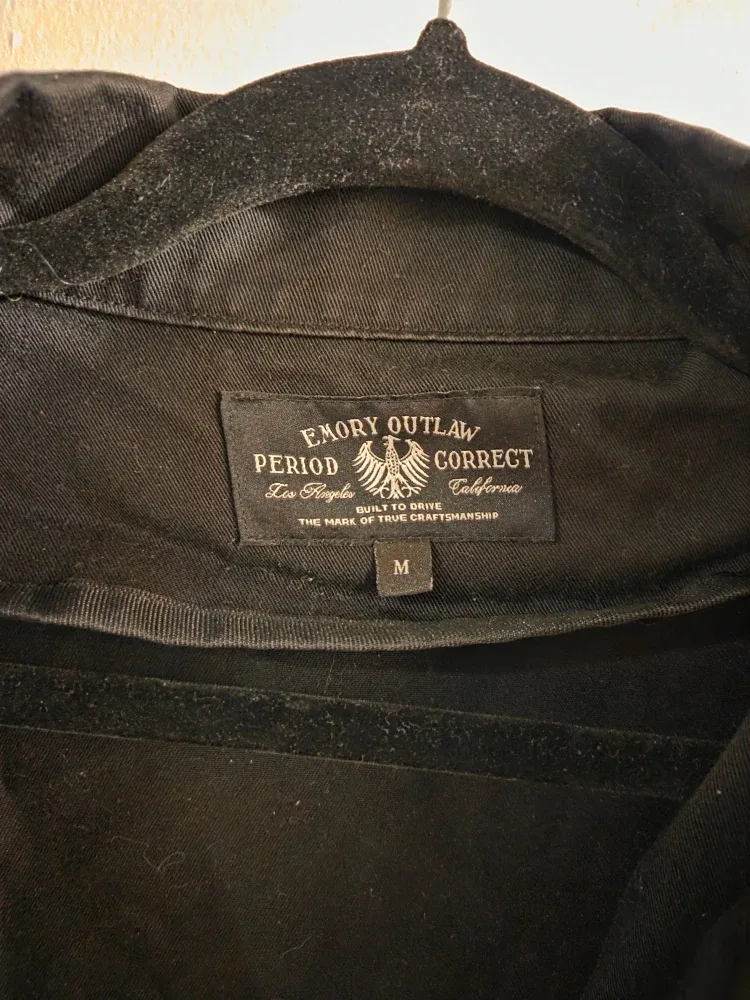 EMORY OUTLAW
PERIOD CORRECT
Los Angeles California
BUILT TO DRIVE
THE MARK OF TRUE CRAFTSMANSHIP
M